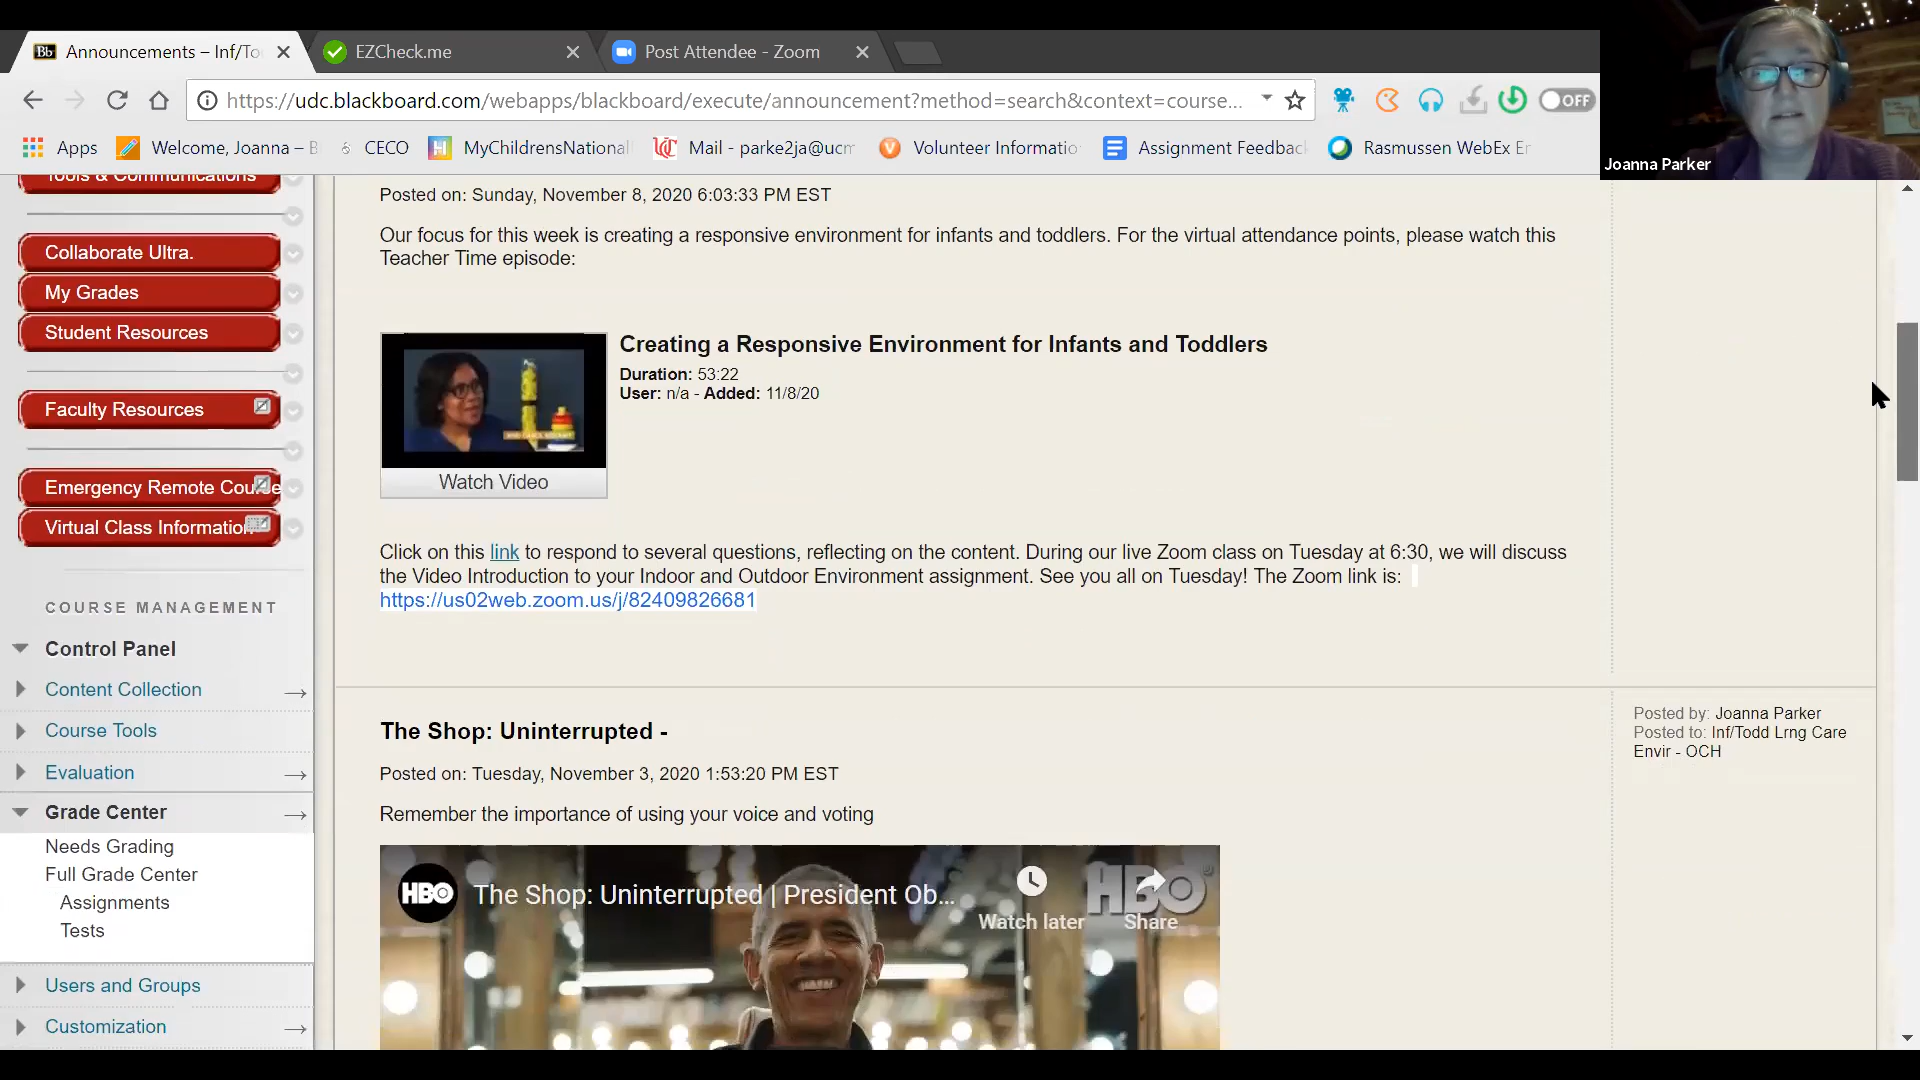 Announcements – Inf/To
EZCheck.me
Post Attendee - Zoom
https://udc.blackboard.com/webapps/blackboard/execute/announcement?method=search&context=course...
OFF
Apps
Welcome, Joanna – B
CECO
MyChildrensNational
Mail - parke2ja@ucm
Volunteer Informatio
Assignment Feedback
Rasmussen WebEx En
Joanna Parker
Tools & Communications
Collaborate Ultra.
My Grades
Student Resources
Faculty Resources
Emergency Remote Course
Virtual Class Information
COURSE MANAGEMENT
Control Panel
Content Collection
Course Tools
Evaluation
Grade Center
Needs Grading
Full Grade Center
Assignments
Tests
Users and Groups
Customization
Posted on: Sunday, November 8, 2020 6:03:33 PM EST
Our focus for this week is creating a responsive environment for infants and toddlers. For the virtual attendance points, please watch this
Teacher Time episode:
Creating a Responsive Environment for Infants and Toddlers
Duration: 53:22
User: n/a - Added: 11/8/20
Watch Video
Click on this link to respond to several questions, reflecting on the content. During our live Zoom class on Tuesday at 6:30, we will discuss
the Video Introduction to your Indoor and Outdoor Environment assignment. See you all on Tuesday! The Zoom link is:
https://us02web.zoom.us/j/82409826681
The Shop: Uninterrupted -
Posted on: Tuesday, November 3, 2020 1:53:20 PM EST
Remember the importance of using your voice and voting
HBO
The Shop: Uninterrupted | President Ob...
Watch later
HBO
Share
Posted by: Joanna Parker
Posted to: Inf/Todd Lrng Care
Envir - OCH